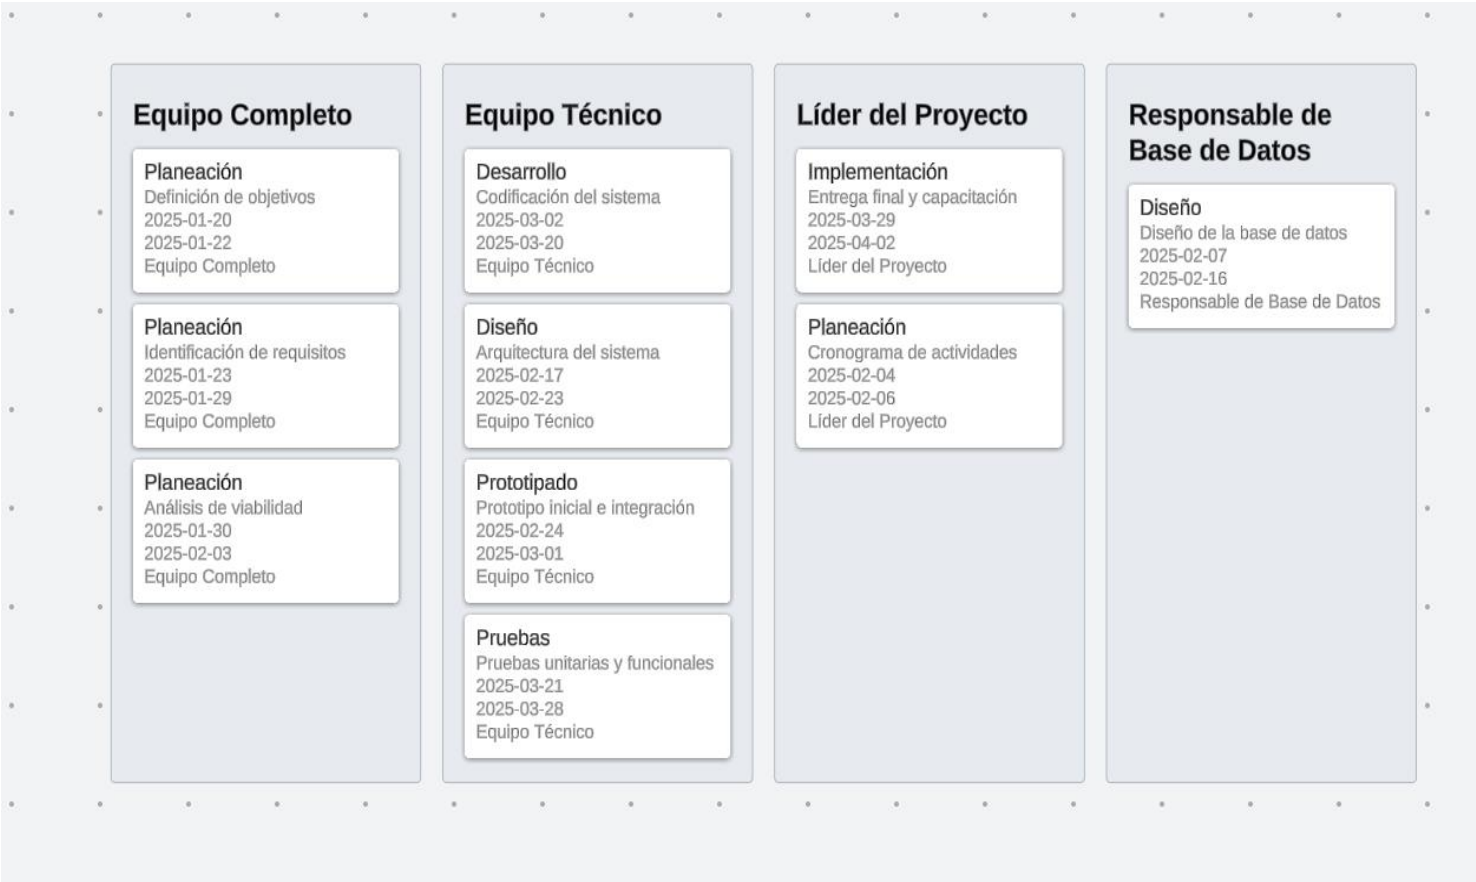 Equipo Completo
Planeación
Definición de objetivos
2025-01-20
2025-01-22
Equipo Completo
Planeación
Identificación de requisitos
2025-01-23
2025-01-29
Equipo Completo
Planeación
Análisis de viabilidad
2025-01-30
2025-02-03
Equipo Completo
Equipo Técnico
Desarrollo
Codificación del sistema
2025-03-02
2025-03-20
Equipo Técnico
Diseño
Arquitectura del sistema
2025-02-17
2025-02-23
Equipo Técnico
Prototipado
Prototipo inicial e integración
2025-02-24
2025-03-01
Equipo Técnico
Pruebas
Pruebas unitarias y funcionales
2025-03-21
2025-03-28
Equipo Técnico
Líder del Proyecto
Implementación
Entrega final y capacitación
2025-03-29
2025-04-02
Líder del Proyecto
Planeación
Cronograma de actividades
2025-02-04
2025-02-06
Líder del Proyecto
Responsable de
Base de Datos
Diseño
Diseño de la base de datos
2025-02-07
2025-02-16
Responsable de Base de Datos